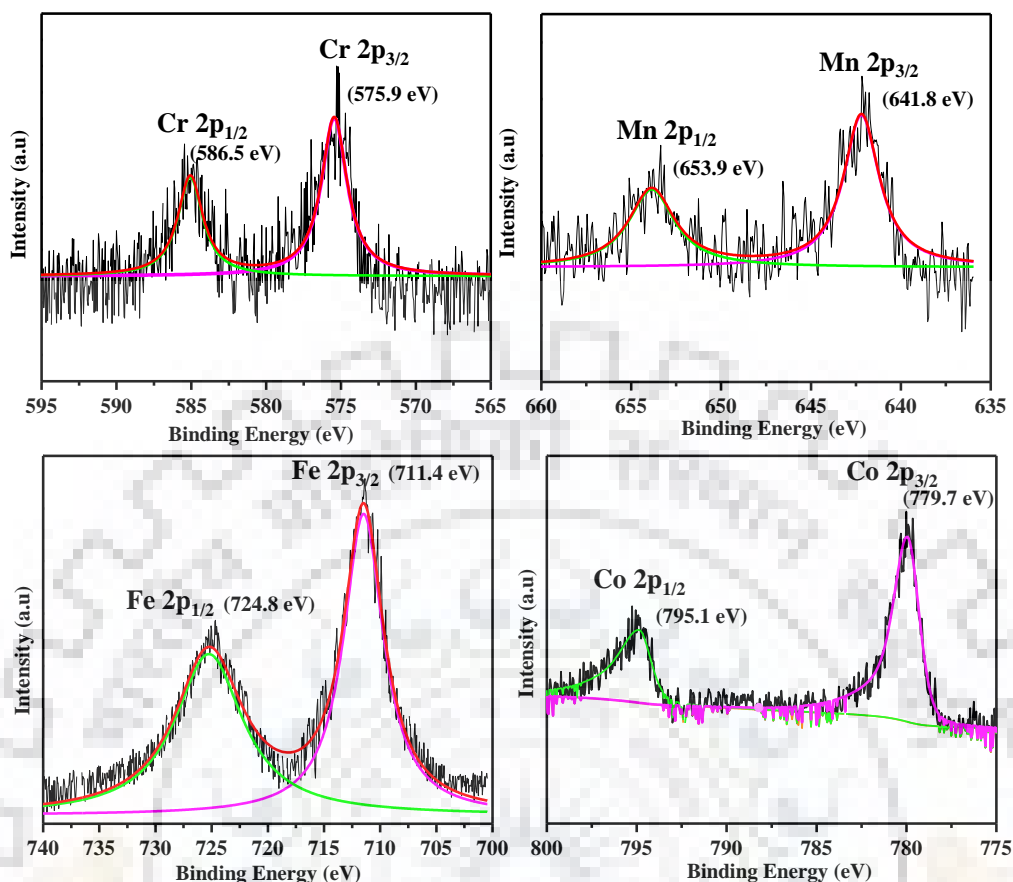 Cr 2p3/2
(575.9 eV)
Cr 2p1/2
(586.5 eV)
Intensity (a.u)
595 590 585 580 575 570 565
Binding Energy (eV)
Mn 2p3/2
(641.8 eV)
Mn 2p1/2
(653.9 eV)
Intensity (a.u)
660 655 650 645 640 635
Binding Energy (eV)
Fe 2p3/2 (711.4 eV)
Fe 2p1/2 (724.8 eV)
Intensity (a.u)
740 735 730 725 720 715 710 705 700
Binding Energy (eV)
Co 2p3/2
(779.7 eV)
Co 2p1/2
(795.1 eV)
Intensity (a.u)
800 795 790 785 780 775
Binding Energy (eV)